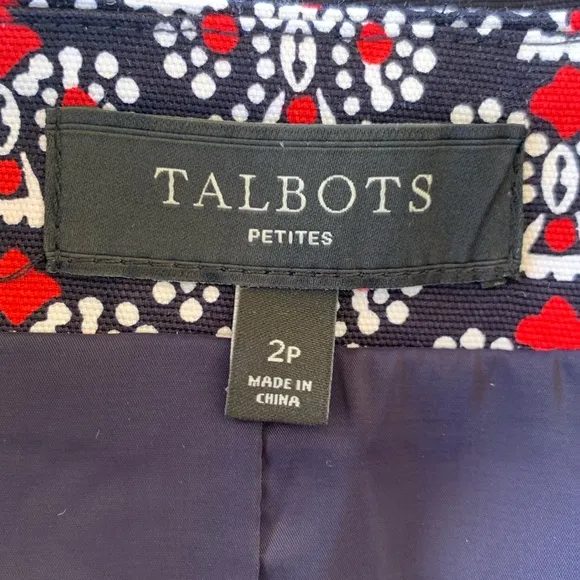 TALBOTS
PETITES
2P
MADE IN
CHINA